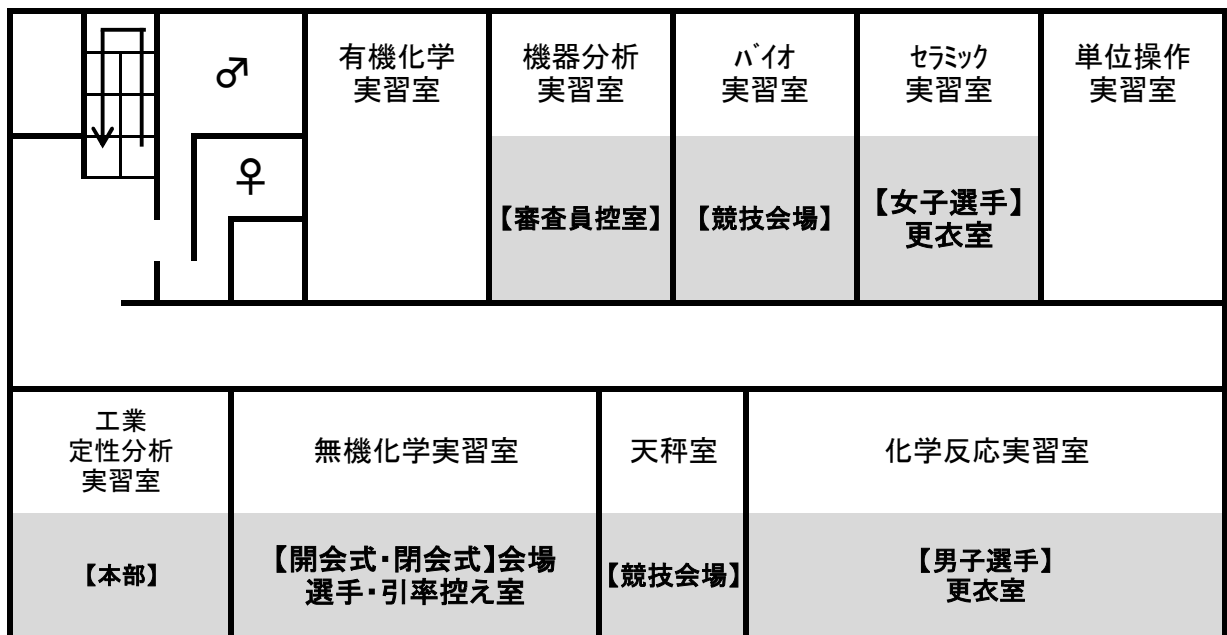 ♂
♀
有機化学
実習室
機器分析
実習室
【審査員控室】
バイオ
実習室
【競技会場】
セラミック
実習室
【女子選手】
更衣室
単位操作
実習室
工業
定性分析
実習室
【本部】
無機化学実習室
【開会式・閉会式】会場
選手・引率控え室
天秤室
【競技会場】
化学反応実習室
【男子選手】
更衣室